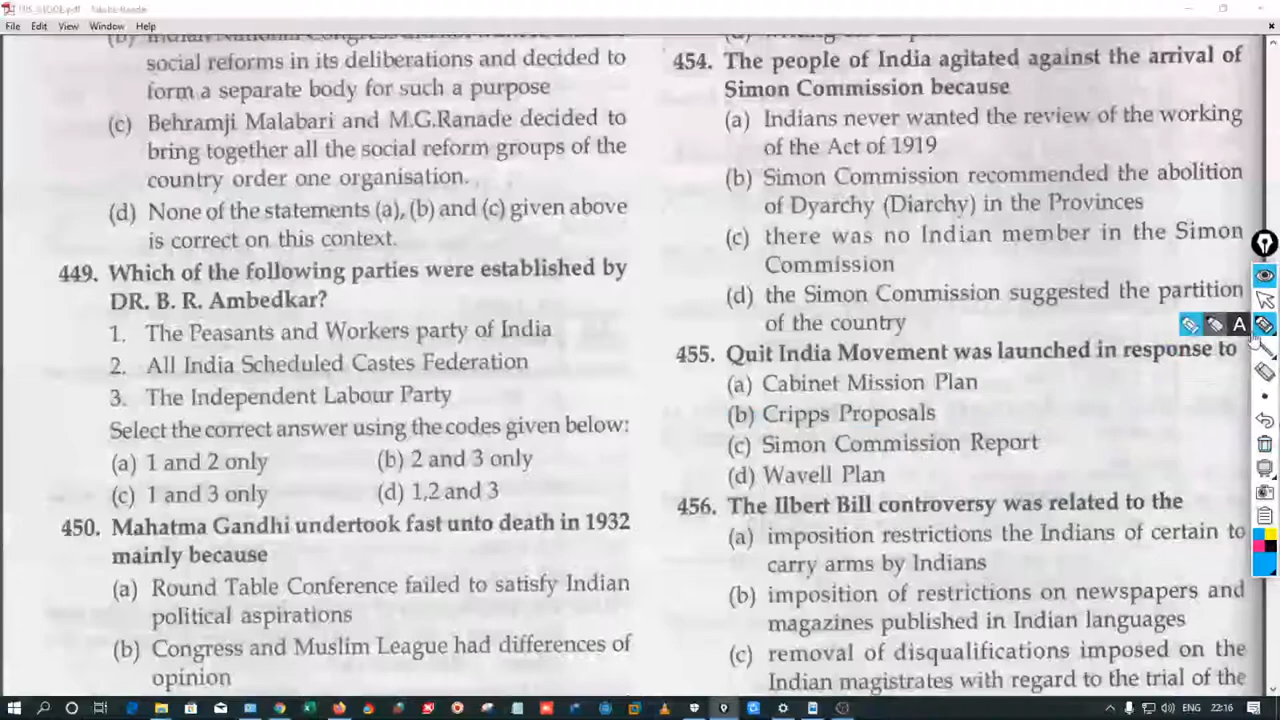 File Edit View Window Help
social reforms in its deliberations and decided to
form a separate body for such a purpose
(c) Behramji Malabari and M.G.Ranade decided to
bring together all the social reform groups of the
country order one organisation.
(d) None of the statements (a), (b) and (c) given above
is correct on this context.
449. Which of the following parties were established by
DR. B. R. Ambedkar?
1. The Peasants and Workers party of India
2. All India Scheduled Castes Federation
3. The Independent Labour Party
Select the correct answer using the codes given below:
(a) 1 and 2 only (b) 2 and 3 only
(c) 1 and 3 only (d) 1,2 and 3
450. Mahatma Gandhi undertook fast unto death in 1932
mainly because
(a) Round Table Conference failed to satisfy Indian
political aspirations
(b) Congress and Muslim League had differences of
opinion
454. The people of India agitated against the arrival of
Simon Commission because
(a) Indians never wanted the review of the working
of the Act of 1919
(b) Simon Commission recommended the abolition
of Dyarchy (Diarchy) in the Provinces
(c) there was no Indian member in the Simon
Commission
(d) the Simon Commission suggested the partition
of the country
455. Quit India Movement was launched in response to
(a) Cabinet Mission Plan
(b) Cripps Proposals
(c) Simon Commission Report
(d) Wavell Plan
456. The Ilbert Bill controversy was related to the
(a) imposition restrictions the Indians of certain to
carry arms by Indians
(b) imposition of restrictions on newspapers and
magazines published in Indian languages
(c) removal of disqualifications imposed on the
Indian magistrates with regard to the trial of the
A
ENG 22:16